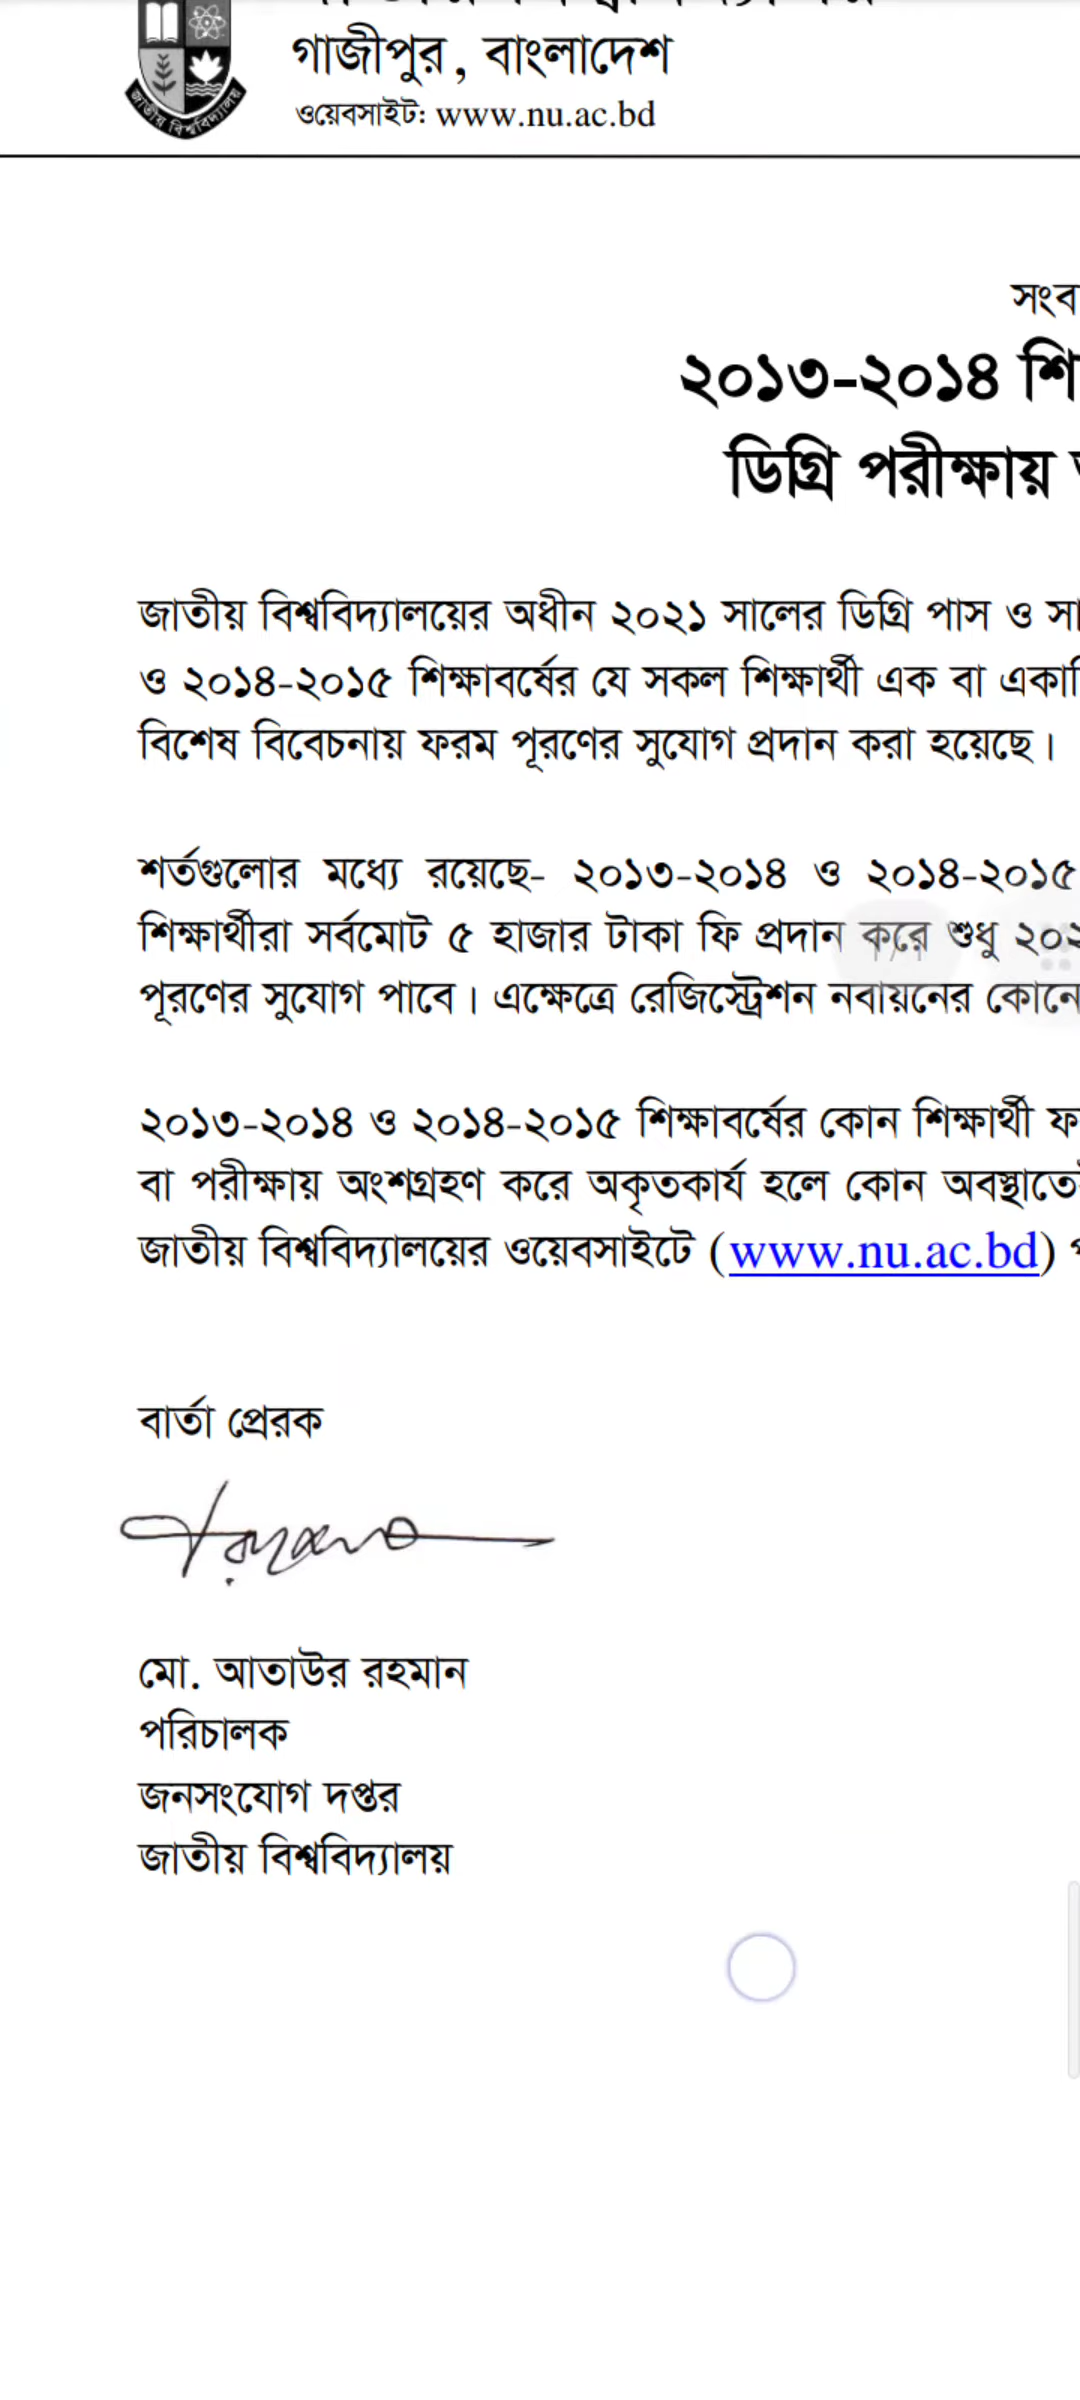 গাজীপুর, বাংলাদেশ
ওয়েবসাইট: www.nu.ac.bd
জাতীয় বিশ্ববিদ্যালয়
২০১৩-২০১৪
ডিগ্রি পরীক্ষায়
জাতীয় বিশ্ববিদ্যালয়ের অধীন ২০২১ সালের ডিগ্রি পাস ও
ও ২০১৪-২০১৫ শিক্ষাবর্ষের যে সকল শিক্ষার্থী এক বা
বিশেষ বিবেচনায় ফরম পূরণের সুযোগ প্রদান করা হয়েছে।
শর্তগুলোর মধ্যে রয়েছে- ২০১৩-২০১৪ ও ২০১৪-২০১৫
শিক্ষার্থীরা সর্বমোট ৫ হাজার টাকা ফি প্রদান করে শুধু
পূরণের সুযোগ পাবে। এক্ষেত্রে রেজিস্ট্রেশন নবায়নের
২০১৩-২০১৪ ও ২০১৪-২০১৫ শিক্ষাবর্ষের কোন শিক্ষার্থী
বা পরীক্ষায় অংশগ্রহণ করে অকৃতকার্য হলে কোন
জাতীয় বিশ্ববিদ্যালয়ের ওয়েবসাইটে (www.nu.ac.bd)
বার্তা প্রেরক
মো. আতাউর রহমান
পরিচালক
জনসংযোগ দপ্তর
জাতীয় বিশ্ববিদ্যালয়